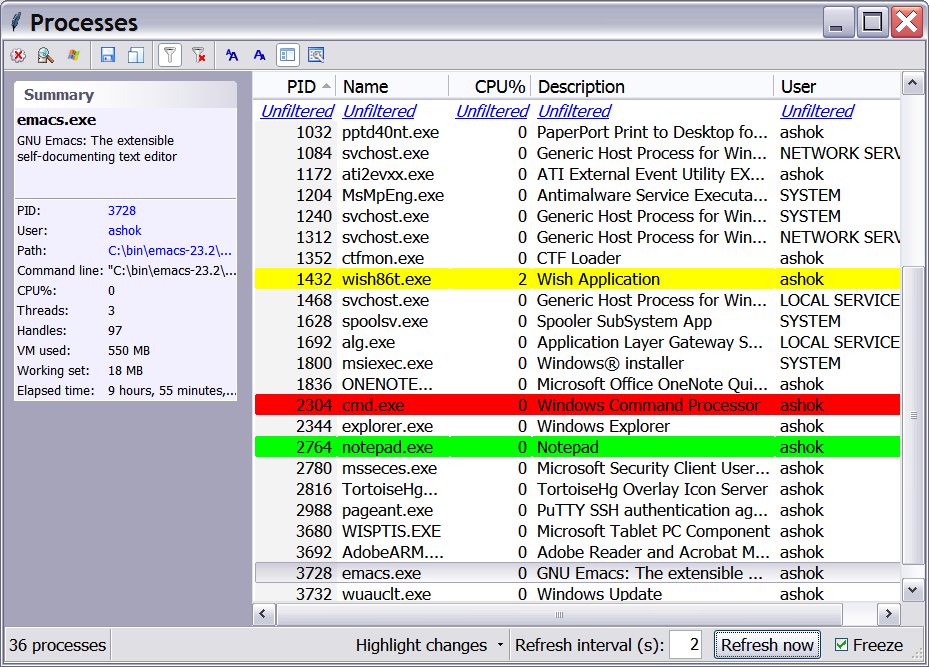 Processes
Summary
emacs.exe
GNU Emacs: The extensible
self-documenting text editor
PID: 3728
User: ashok
Path: C:\bin\emacs-23.2\...
Command line: "C:\bin\emacs-23.2\...
CPU%: 0
Threads: 3
Handles: 97
VM used: 550 MB
Working set: 18 MB
Elapsed time: 9 hours, 55 minutes,...
PID Name CPU% Description User
Unfiltered Unfiltered Unfiltered Unfiltered Unfiltered
1032 pptd40nt.exe 0 PaperPort Print to Desktop fo... ashok
1084 svchost.exe 0 Generic Host Process for Win... NETWORK SERV
1172 ati2evxx.exe 0 ATI External Event Utility EX... ashok
1204 MsMpEng.exe 0 Antimalware Service Executa... SYSTEM
1240 svchost.exe 0 Generic Host Process for Win... SYSTEM
1312 svchost.exe 0 Generic Host Process for Win... NETWORK SERV
1352 ctfmon.exe 0 CTF Loader ashok
1432 wish86t.exe 2 Wish Application ashok
1468 svchost.exe 0 Generic Host Process for Win... LOCAL SERVICE
1628 spoolsv.exe 0 Spooler SubSystem App SYSTEM
1692 alg.exe 0 Application Layer Gateway S... LOCAL SERVICE
1800 msiexec.exe 0 Windows® installer SYSTEM
1836 ONENOTE... 0 Microsoft Office OneNote Qui... ashok
2304 cmd.exe 0 Windows Command Processor ashok
2344 explorer.exe 0 Windows Explorer ashok
2764 notepad.exe 0 Notepad ashok
2780 msseces.exe 0 Microsoft Security Client User... ashok
2816 TortoiseHg... 0 TortoiseHg Overlay Icon Server ashok
2988 pageant.exe 0 PuTTY SSH authentication ag... ashok
3680 WISPTIS.EXE 0 Microsoft Tablet PC Component ashok
3692 AdobeARM.... 0 Adobe Reader and Acrobat M... ashok
3728 emacs.exe 0 GNU Emacs: The extensible ... ashok
3732 wuauclt.exe 0 Windows Update ashok
36 processes Highlight changes Refresh interval (s): 2 Refresh now Freeze